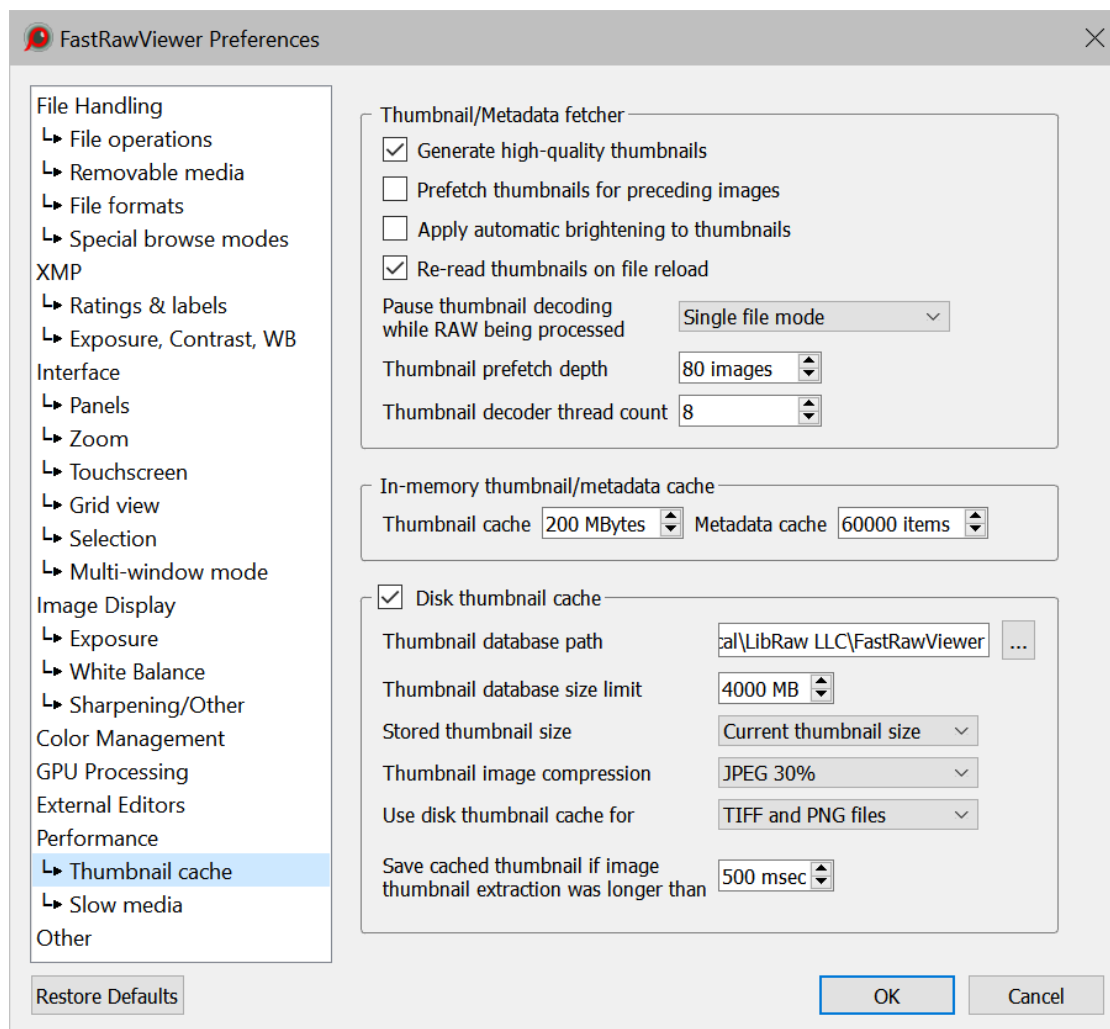 FastRawViewer Preferences
File Handling
File operations
Removable media
File formats
Special browse modes
XMP
Ratings & labels
Exposure, Contrast, WB
Interface
Panels
Zoom
Touchscreen
Grid view
Selection
Multi-window mode
Image Display
Exposure
White Balance
Sharpening/Other
Color Management
GPU Processing
External Editors
Performance
Thumbnail cache
Slow media
Other
Restore Defaults
Thumbnail/Metadata fetcher
Generate high-quality thumbnails
Prefetch thumbnails for preceding images
Apply automatic brightening to thumbnails
Re-read thumbnails on file reload
Pause thumbnail decoding
while RAW being processed
Single file mode
Thumbnail prefetch depth 80 images
Thumbnail decoder thread count 8
In-memory thumbnail/metadata cache
Thumbnail cache 200 MBytes Metadata cache 60000 items
Disk thumbnail cache
Thumbnail database path cal\LibRaw LLC\FastRawViewer ...
Thumbnail database size limit 4000 MB
Stored thumbnail size Current thumbnail size
Thumbnail image compression JPEG 30%
Use disk thumbnail cache for TIFF and PNG files
Save cached thumbnail if image
thumbnail extraction was longer than
500 msec
OK Cancel